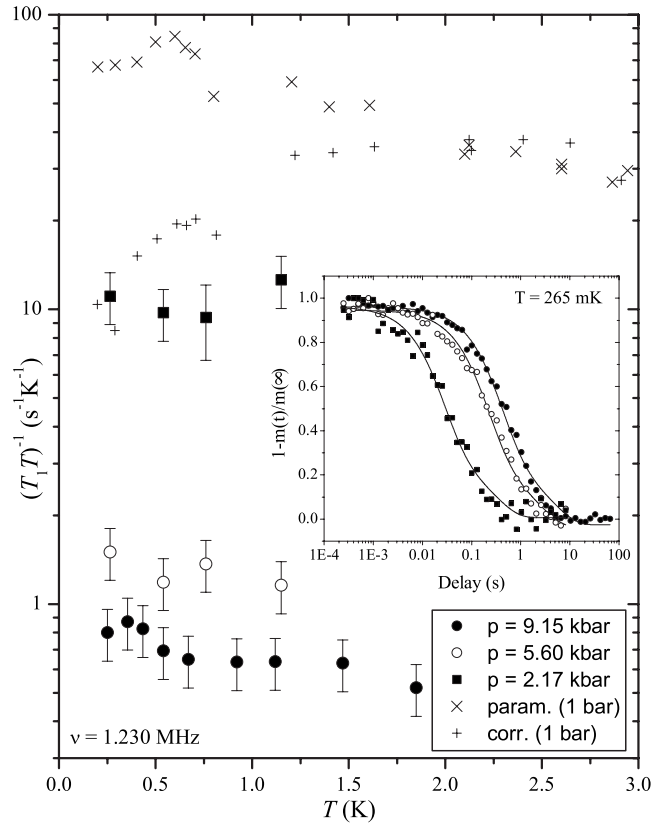 100
10
1
(T₁T)⁻¹ (s⁻¹K⁻¹)
0.0 0.5 1.0 1.5 2.0 2.5 3.0
T (K)
ν = 1.230 MHz
T = 265 mK
1-m(t)/m(∞)
1.0
0.8
0.6
0.4
0.2
0.0
1E-4 1E-3 0.01 0.1 1 10 100
Delay (s)
p = 9.15 kbar
p = 5.60 kbar
p = 2.17 kbar
param. (1 bar)
corr. (1 bar)